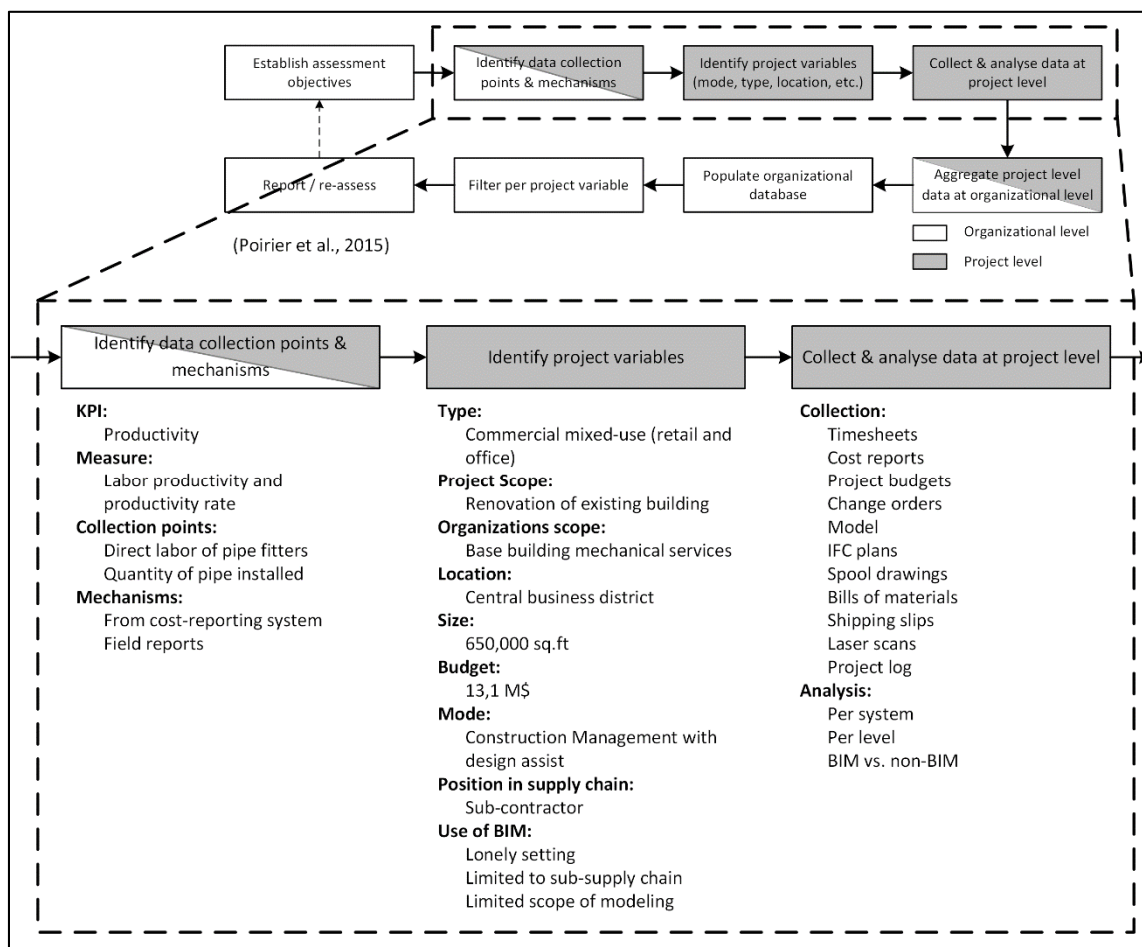 Establish assessment
objectives
Identify data collection
points & mechanisms
Identify project variables
(mode, type, location, etc.)
Collect & analyse data at
project level
Report / re-assess
Filter per project variable
Populate organizational
database
Aggregate project level
data at organizational level
(Poirier et al., 2015)
Organizational level
Project level
Identify data collection points &
mechanisms
KPI:
Productivity
Measure:
Labor productivity and
productivity rate
Collection points:
Direct labor of pipe fitters
Quantity of pipe installed
Mechanisms:
From cost-reporting system
Field reports
Identify project variables
Type:
Commercial mixed-use (retail and
office)
Project Scope:
Renovation of existing building
Organizations scope:
Base building mechanical services
Location:
Central business district
Size:
650,000 sq.ft
Budget:
13,1 M$
Mode:
Construction Management with
design assist
Position in supply chain:
Sub-contractor
Use of BIM:
Lonely setting
Limited to sub-supply chain
Limited scope of modeling
Collect & analyse data at project level
Collection:
Timesheets
Cost reports
Project budgets
Change orders
Model
IFC plans
Spool drawings
Bills of materials
Shipping slips
Laser scans
Project log
Analysis:
Per system
Per level
BIM vs. non-BIM